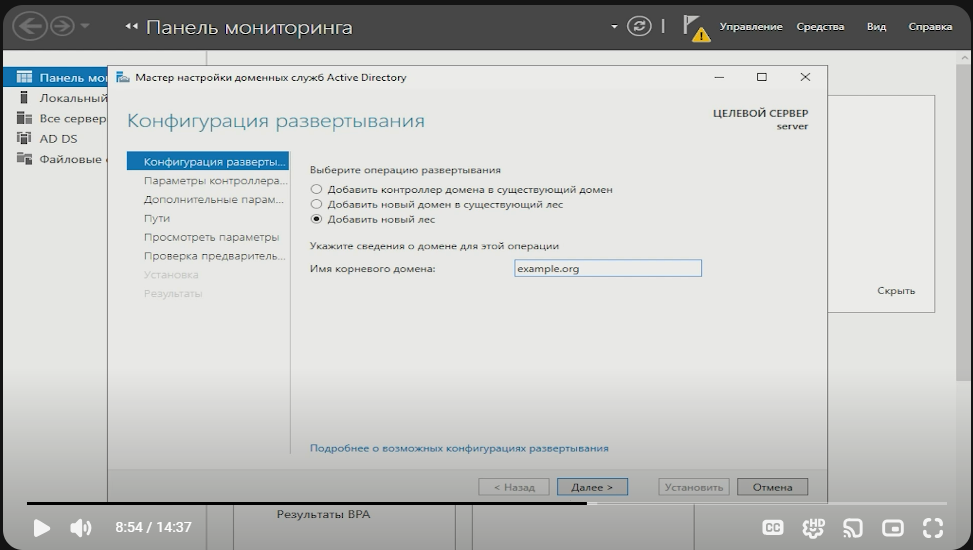 Панель мониторинга
Управление Средства Вид Справка
Мастер настройки доменных служб Active Directory
Панель мо
Локальный
Все сервер
AD DS
Файловые
Конфигурация развертывания
ЦЕЛЕВОЙ СЕРВЕР
server
Конфигурация разверты...
Параметры контроллера...
Дополнительные парам...
Пути
Просмотреть параметры
Проверка предваритель...
Установка
Результаты
Выберите операцию развертывания
Добавить контроллер домена в существующий домен
Добавить новый домен в существующий лес
Добавить новый лес
Укажите сведения о домене для этой операции
Имя корневого домена: example.org
Скрыть
Подробнее о возможных конфигурациях развертывания
< Назад Далее > Установить Отмена
Результаты BPA
8:54 / 14:37
CC HD